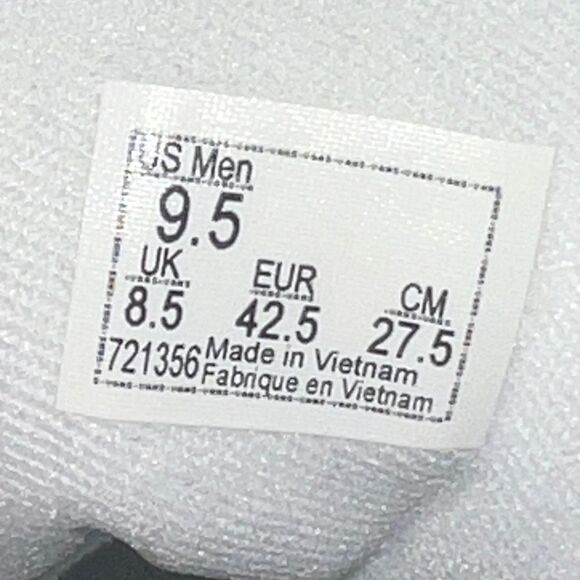 US Men
9.5
UK EUR CM
8.5 42.5 27.5
721356 Made in Vietnam
Fabrique en Vietnam